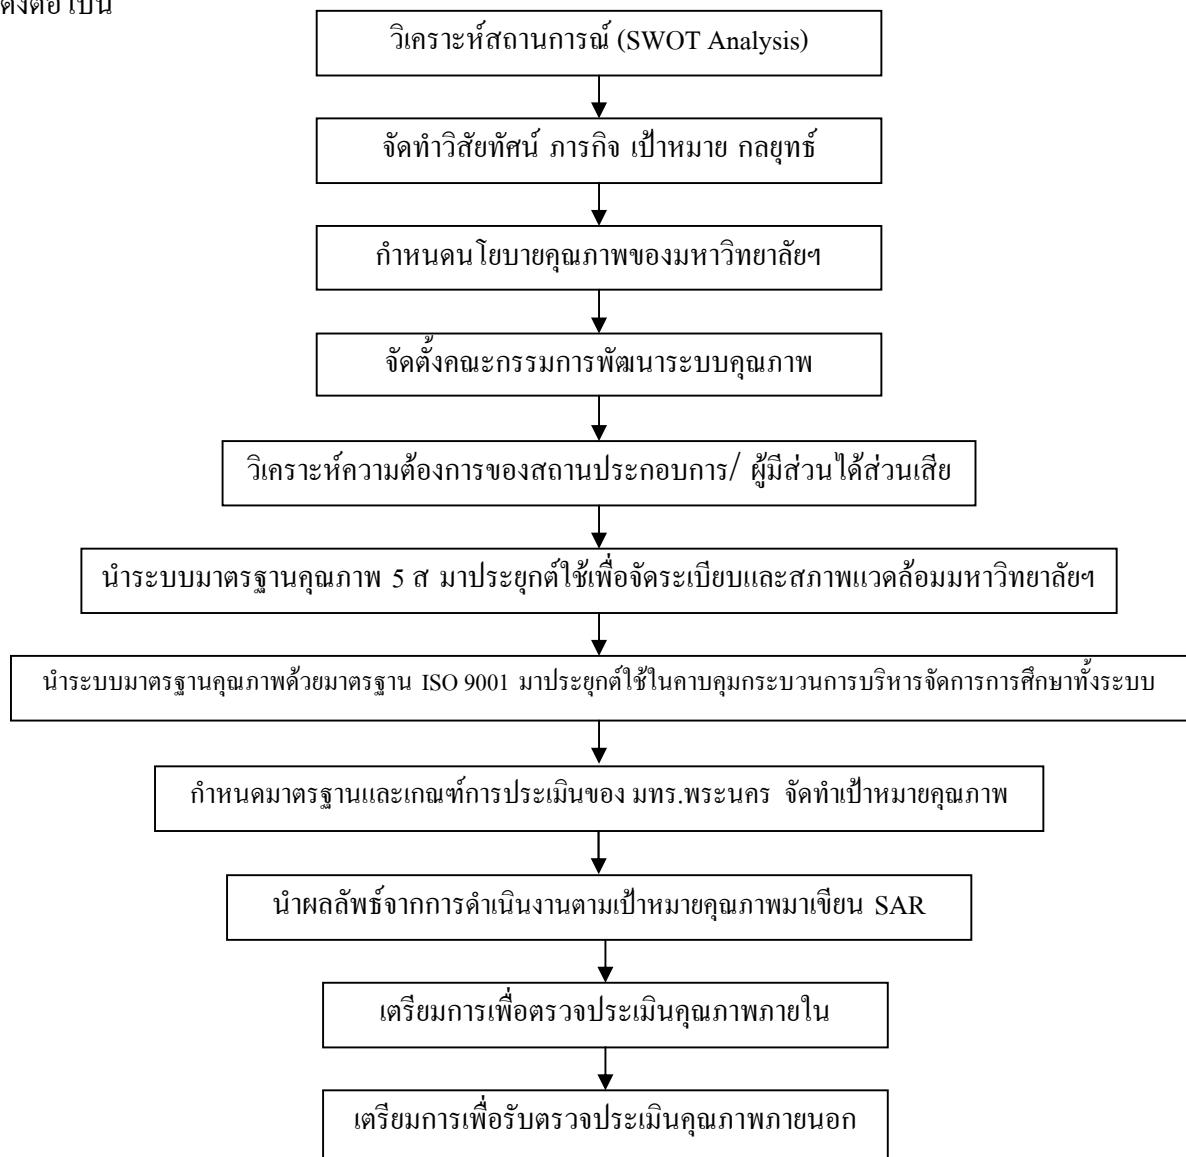 วิเคราะห์สถานการณ์ (SWOT Analysis)
จัดทำวิสัยทัศน์ ภารกิจ เป้าหมาย กลยุทธ์
กำหนดนโยบายคุณภาพของมหาวิทยาลัยฯ
จัดตั้งคณะกรรมการพัฒนาระบบคุณภาพ
วิเคราะห์ความต้องการของสถานประกอบการ/ ผู้มีส่วนได้ส่วนเสีย
นำระบบมาตรฐานคุณภาพ 5 ส มาประยุกต์ใช้เพื่อจัดระเบียบและสภาพแวดล้อมมหาวิทยาลัยฯ
นำระบบมาตรฐานคุณภาพด้วยมาตรฐาน ISO 9001 มาประยุกต์ใช้ในคาบคุมกระบวนการบริหารจัดการการศึกษาทั้งระบบ
กำหนดมาตรฐานและเกณฑ์การประเมินของ มทร.พระนคร จัดทำเป้าหมายคุณภาพ
นำผลลัพธ์จากการดำเนินงานตามเป้าหมายคุณภาพมาเขียน SAR
เตรียมการเพื่อตรวจประเมินคุณภาพภายใน
เตรียมการเพื่อรับตรวจประเมินคุณภาพภายนอก